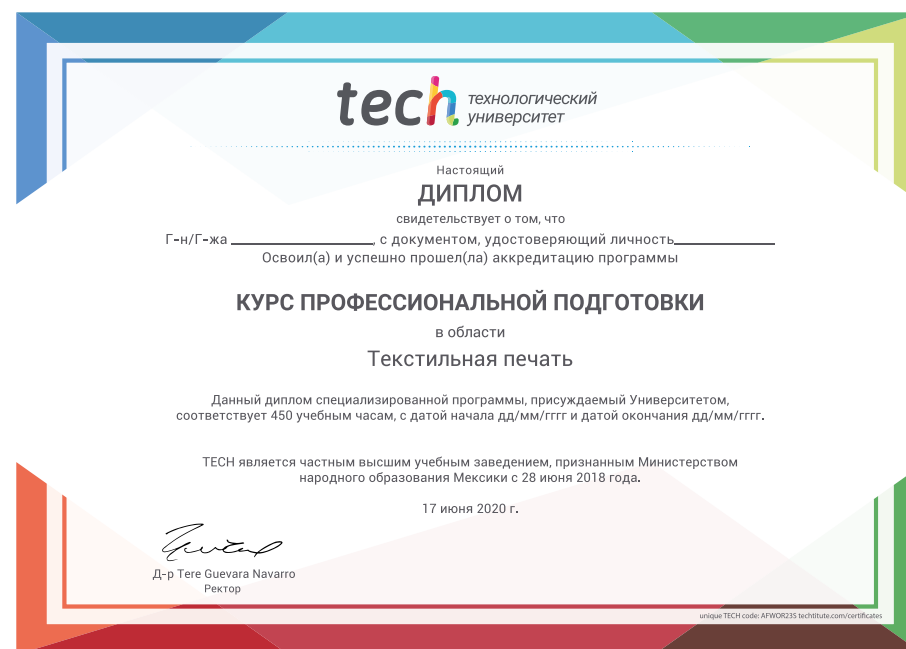 tech технологический
университет
Настоящий
ДИПЛОМ
свидетельствует о том, что
Г-н/Г-жа ________________, с документом, удостоверяющий личность____________
Освоил(а) и успешно прошел(ла) аккредитацию программы
КУРС ПРОФЕССИОНАЛЬНОЙ ПОДГОТОВКИ
в области
Текстильная печать
Данный диплом специализированной программы, присуждаемый Университетом,
соответствует 450 учебным часам, с датой начала дд/мм/гггг и датой окончания дд/мм/гггг.
TECH является частным высшим учебным заведением, признанным Министерством
народного образования Мексики с 28 июня 2018 года.
17 июня 2020 г.
Д-р Tere Guevara Navarro
Ректор
unique TECH code: AFWOR235 techtitute.com/certificates